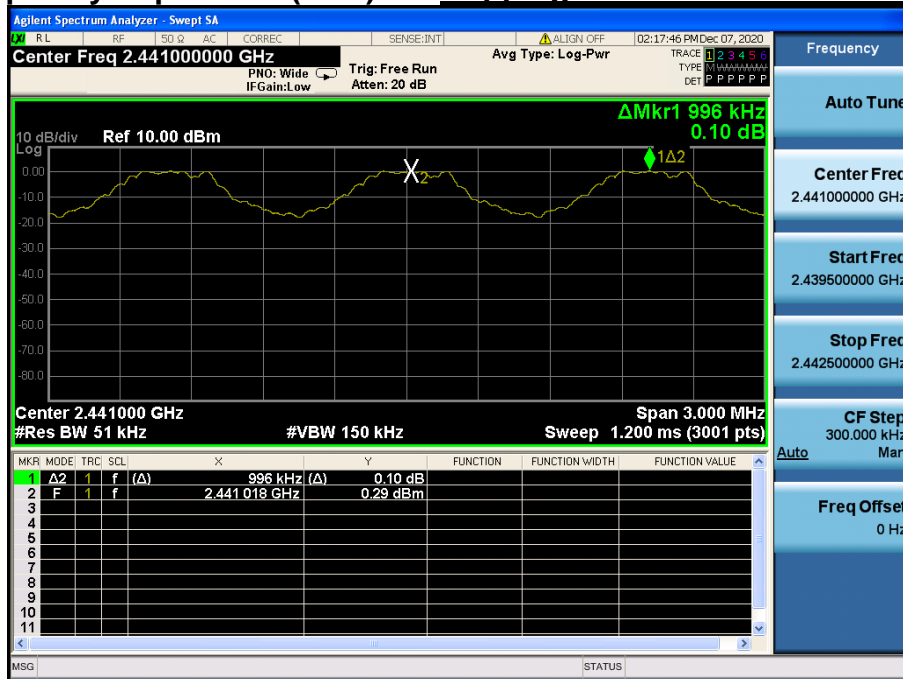 Agilent Spectrum Analyzer - Swept SA
LXI RL RF 50 Ω AC CORREC SENSE:INT ALIGN OFF 02:17:46 PM Dec 07, 2020
Center Freq 2.441000000 GHz
PNO: Wide
IFGain:Low
Trig: Free Run
Atten: 20 dB
Avg Type: Log-Pwr
TRACE 1 2 3 4 5 6
TYPE M W W W W W
DET P P P P P P
ΔMkr1 996 kHz
0.10 dB
10 dB/div Ref 10.00 dBm
Log
1Δ2
X2
0.00
-10.0
-20.0
-30.0
-40.0
-50.0
-60.0
-70.0
-80.0
Center 2.441000 GHz Span 3.000 MHz
#Res BW 51 kHz #VBW 150 kHz Sweep 1.200 ms (3001 pts)
MKR MODE TRC SCL X Y FUNCTION FUNCTION WIDTH FUNCTION VALUE
1 Δ2 1 f (Δ) 996 kHz (Δ) 0.10 dB
2 F 1 f 2.441 018 GHz 0.29 dBm
3
4
5
6
7
8
9
10
11
MSG STATUS
Frequency
Auto Tune
Center Freq
2.441000000 GHz
Start Freq
2.439500000 GHz
Stop Freq
2.442500000 GHz
CF Step
300.000 kHz
Auto Man
Freq Offset
0 Hz